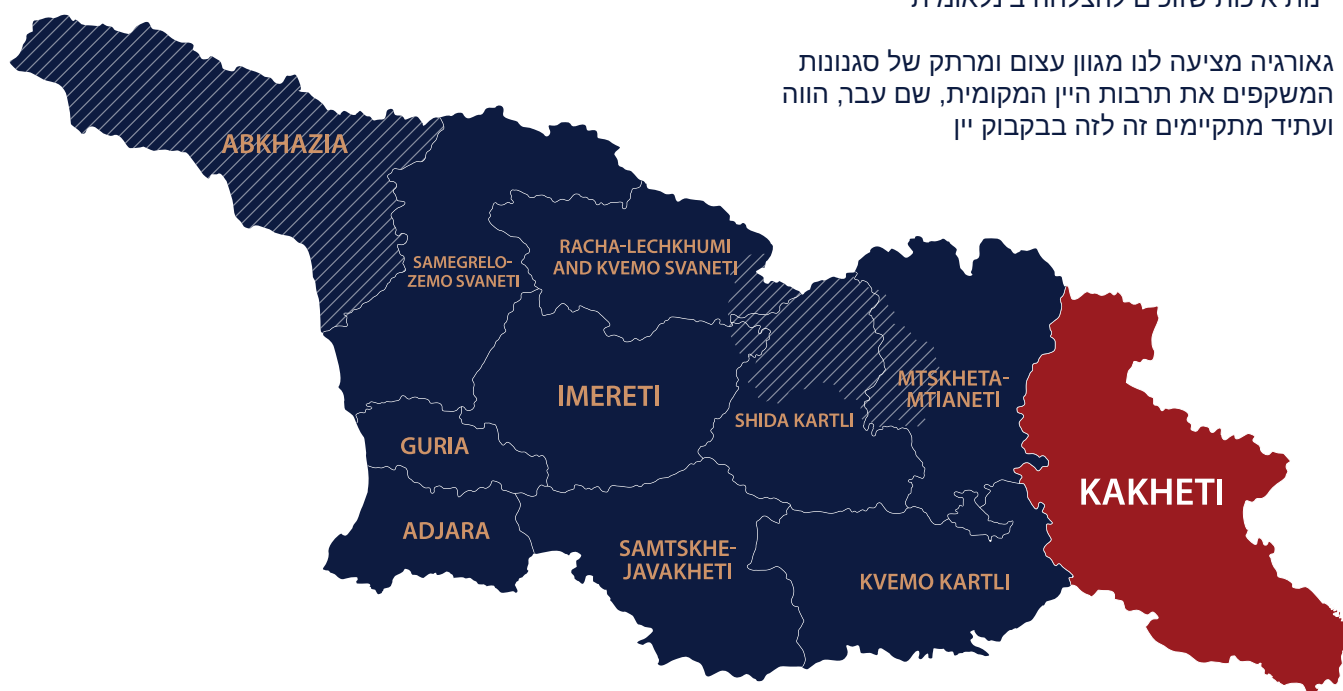 גאורגיה מציעה לנו מגוון עצום ומרתק של סגנונות
המשקפים את תרבות היין המקומית, שם עבר, הווה
ועתיד מתקיימים זה לזה בבקבוק יין
ABKHAZIA
RACHA-LECHKHUMI
AND KVEMO SVANETI
SAMEGRELO-
ZEMO SVANETI
MTSKHETA-
MTIANETI
IMERETI
SHIDA KARTLI
GURIA
KAKHETI
ADJARA
SAMTSKHE-
JAVAKHETI
KVEMO KARTLI